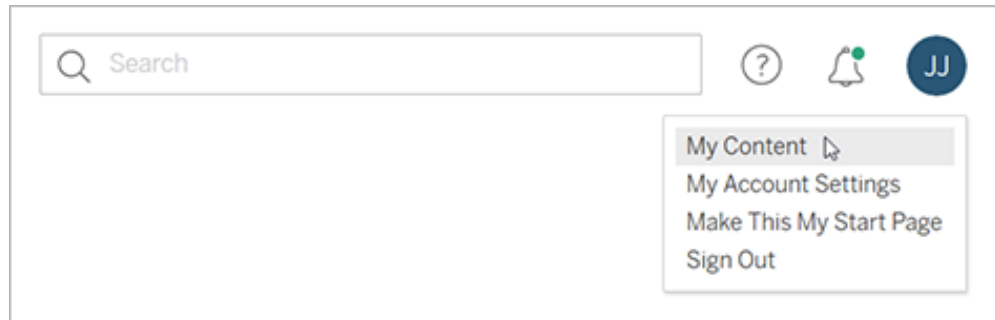 Search
?
JJ
My Content
My Account Settings
Make This My Start Page
Sign Out